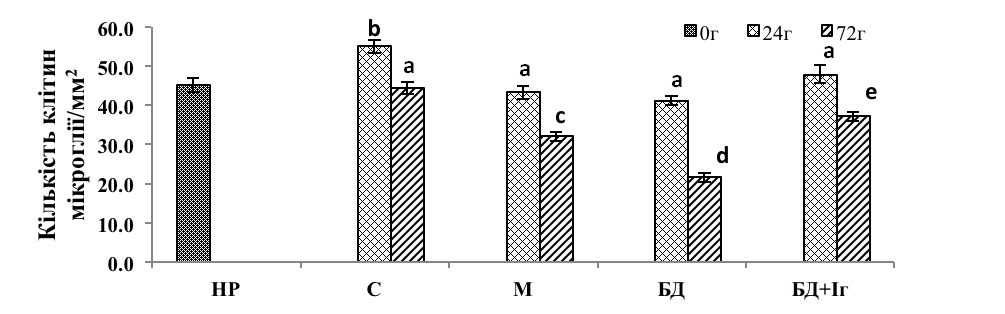 Кількість клітин
мікроглії/мм²
60.0
50.0
40.0
30.0
20.0
10.0
0.0
0г 24г 72г
b
a
a
c
a
d
a
e
НР С М БД БД+Іг